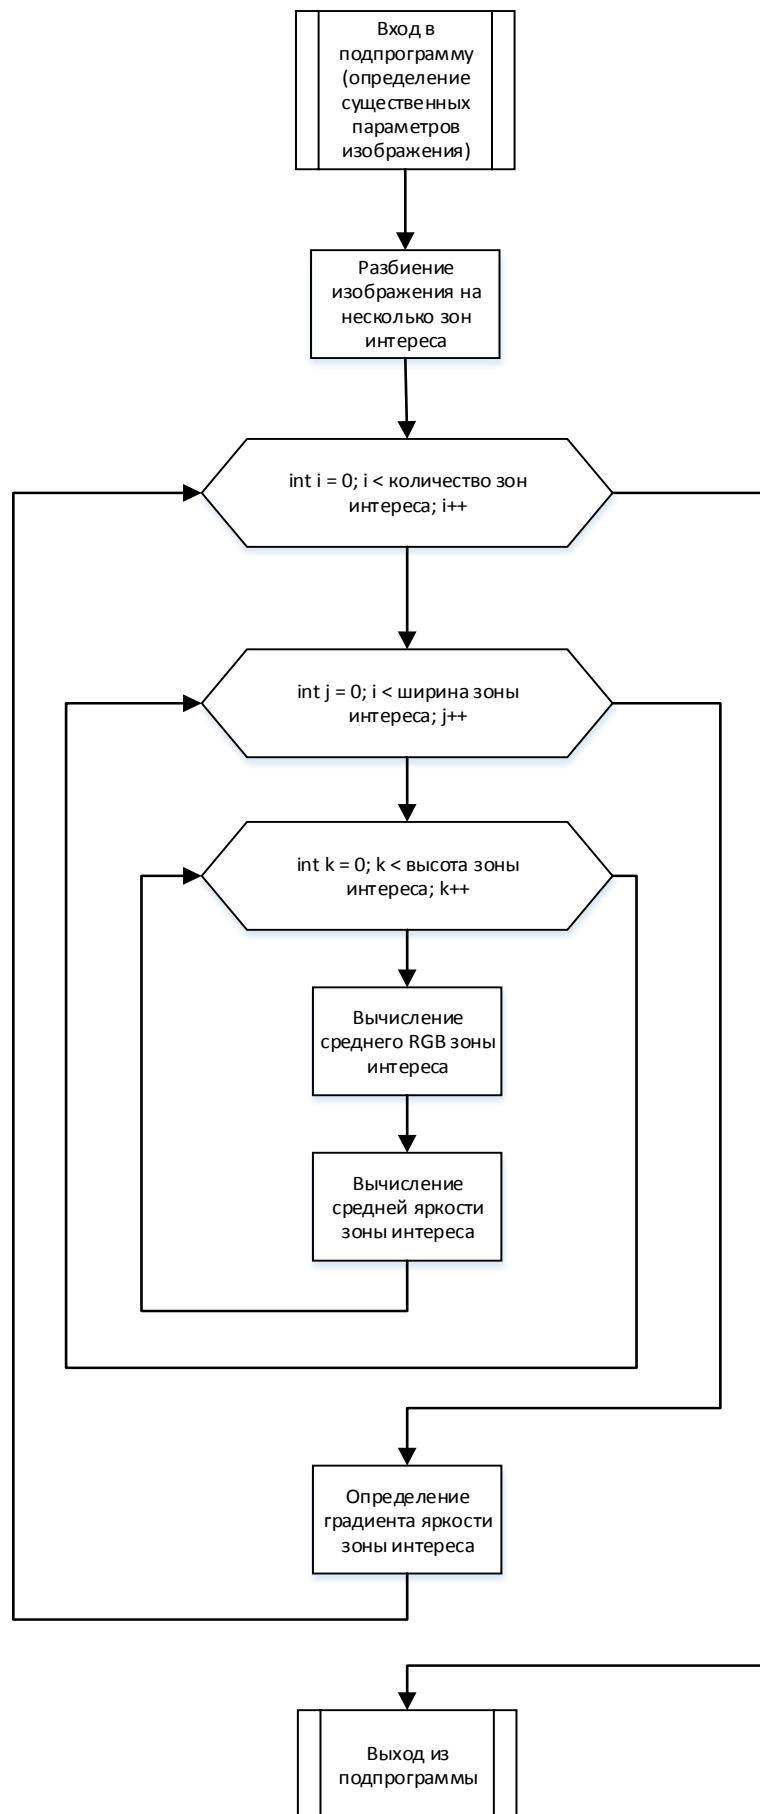 Вход в
подпрограмму
(определение
существенных
параметров
изображения)
Разбиение
изображения на
несколько зон
интереса
int i = 0; i < количество зон
интереса; i++
int j = 0; i < ширина зоны
интереса; j++
int k = 0; k < высота зоны
интереса; k++
Вычисление
среднего RGB зоны
интереса
Вычисление
средней яркости
зоны интереса
Определение
градиента яркости
зоны интереса
Выход из
подпрограммы